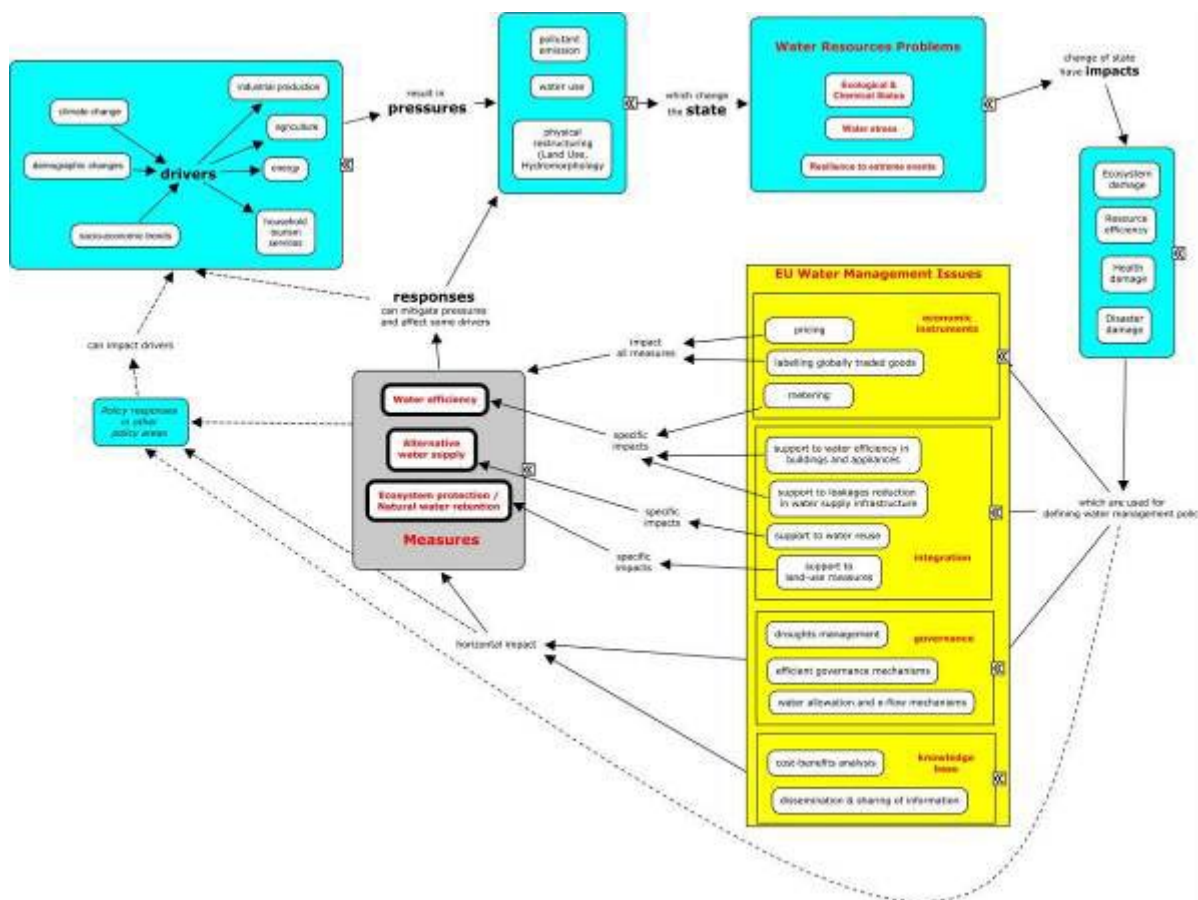 climate change
demographic changes
socio-economic trends
drivers
industrial production
agriculture
energy
household
tourism
services
result in
pressures
pollutant
emission
water use
physical
restructuring
(Land Use,
Hydromorphology
which change
the state
Water Resources Problems
Ecological &
Chemical Status
Water stress
Resilience to extreme events
change of state
have impacts
Ecosystem
damage
Resource
efficiency
Health
damage
Disaster
damage
which are used for
defining water management polic
EU Water Management Issues
economic
instruments
pricing
labelling globally traded goods
metering
support to water efficiency in
buildings and appliances
support to leakages reduction
in water supply infrastructure
support to water reuse
support to
land-use measures
integration
droughts management
governance
efficient governance mechanisms
water allowation and e-flow mechanisms
cost-benefits analysis
knowledge
base
dissemination & sharing of information
impact
all measures
specific
impacts
specific
impacts
specific
impacts
horizontal impact
responses
can mitigate pressures
and affect some drivers
Water efficiency
Alternative
water supply
Ecosystem protection /
Natural water retention
Measures
can impact drivers
Policy responses
in other
policy areas